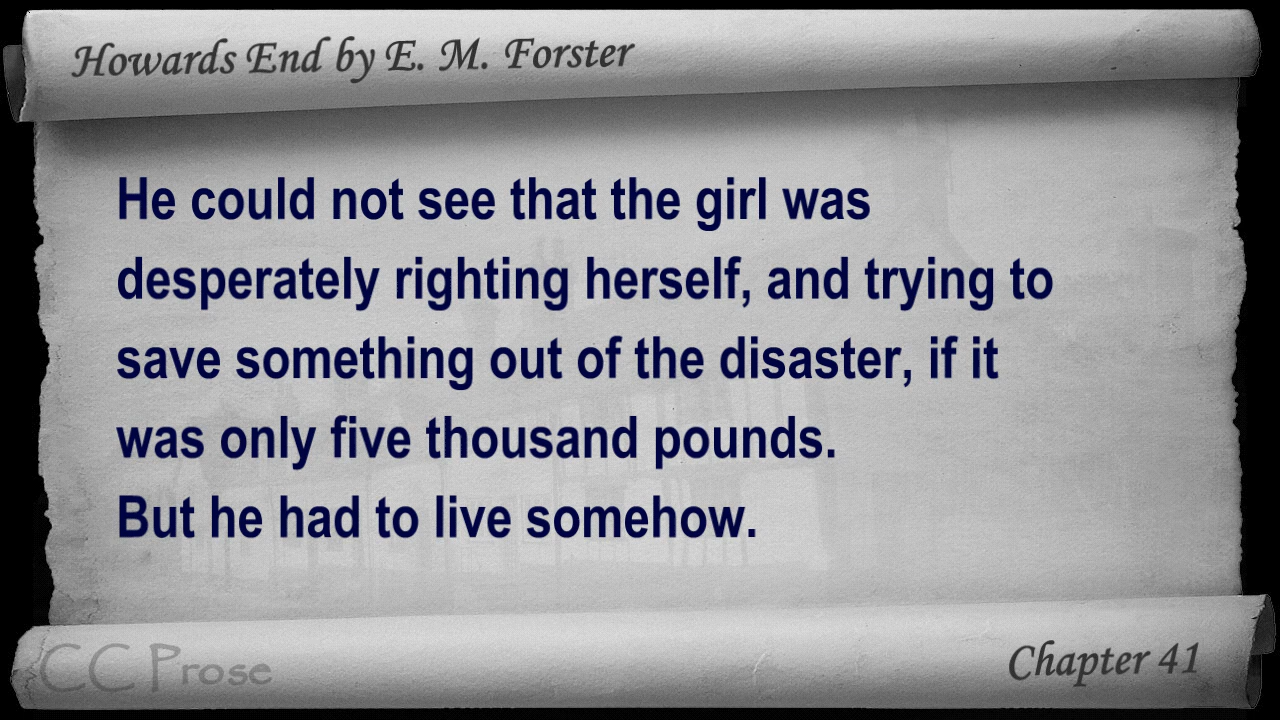 Howards End by E. M. Forster
He could not see that the girl was
desperately righting herself, and trying to
save something out of the disaster, if it
was only five thousand pounds.
But he had to live somehow.
CC Prose
Chapter 41